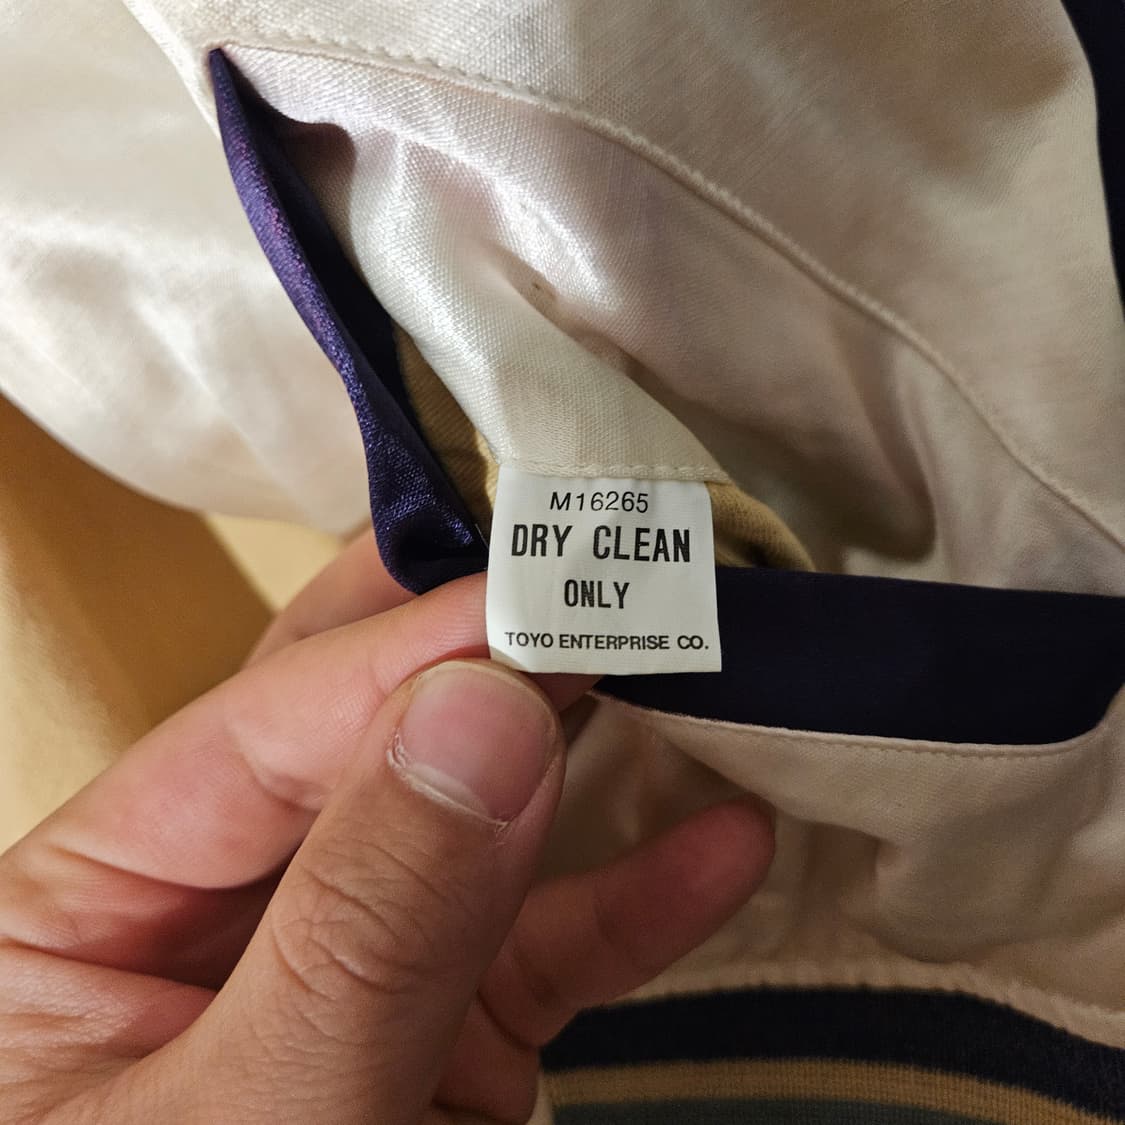 M16265
DRY CLEAN
ONLY
TOYO ENTERPRISE CO.